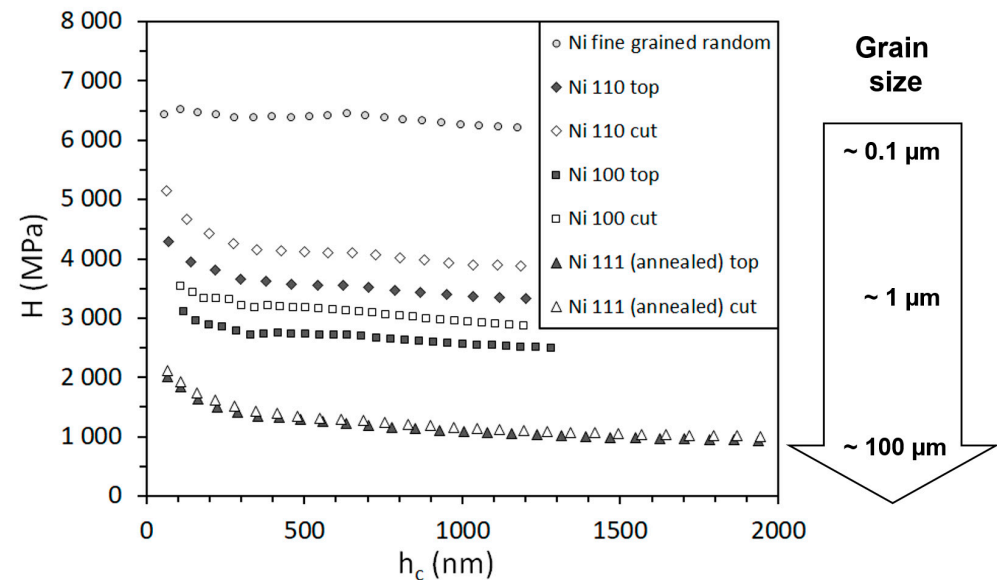 8 000
7 000
6 000
5 000
4 000
3 000
2 000
1 000
0
H (MPa)
0
500
1000
1500
2000
h_c (nm)
Ni fine grained random
Ni 110 top
Ni 110 cut
Ni 100 top
Ni 100 cut
Ni 111 (annealed) top
Ni 111 (annealed) cut
Grain
size
~ 0.1 µm
~ 1 µm
~ 100 µm